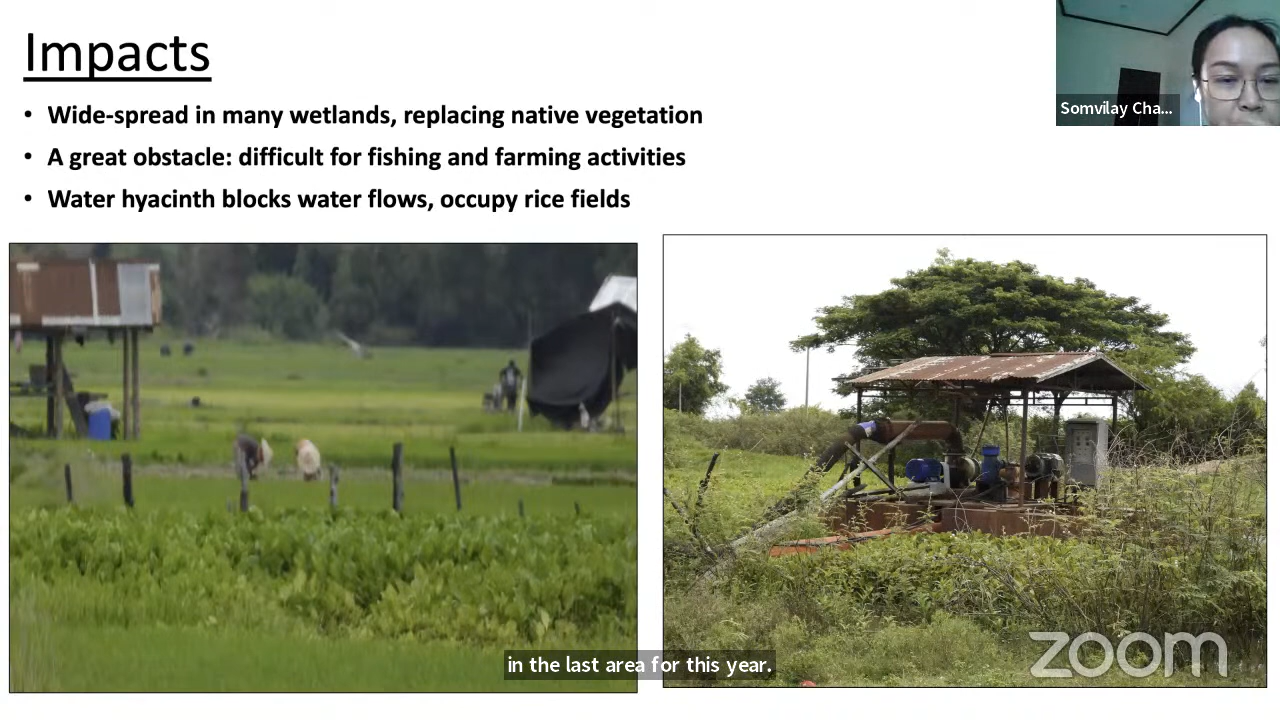 Impacts
• Wide-spread in many wetlands, replacing native vegetation
• A great obstacle: difficult for fishing and farming activities
• Water hyacinth blocks water flows, occupy rice fields
Somvilay Cha...
in the last area for this year.
zoom